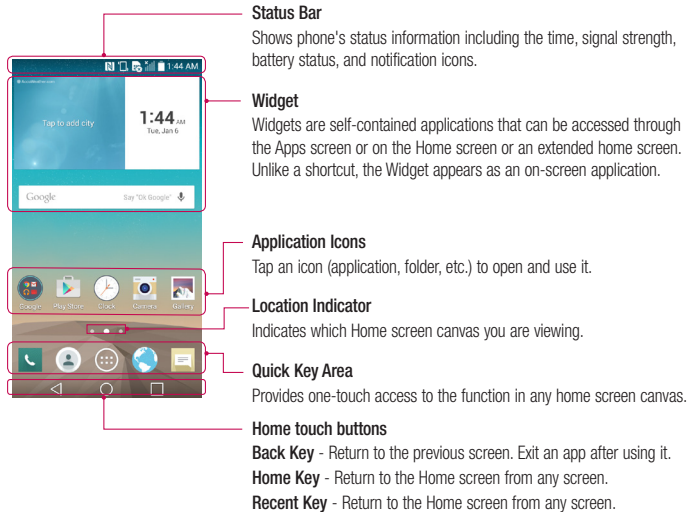 Status Bar
Shows phone's status information including the time, signal strength,
battery status, and notification icons.
1:44 AM
Widget
Widgets are self-contained applications that can be accessed through
the Apps screen or on the Home screen or an extended home screen.
Unlike a shortcut, the Widget appears as an on-screen application.
Tap to add city
1:44 AM
Tue, Jan 6
Google
Say "Ok Google"
Application Icons
Tap an icon (application, folder, etc.) to open and use it.
Google Play Store Clock Camera Gallery
Location Indicator
Indicates which Home screen canvas you are viewing.
Quick Key Area
Provides one-touch access to the function in any home screen canvas.
Home touch buttons
Back Key - Return to the previous screen. Exit an app after using it.
Home Key - Return to the Home screen from any screen.
Recent Key - Return to the Home screen from any screen.